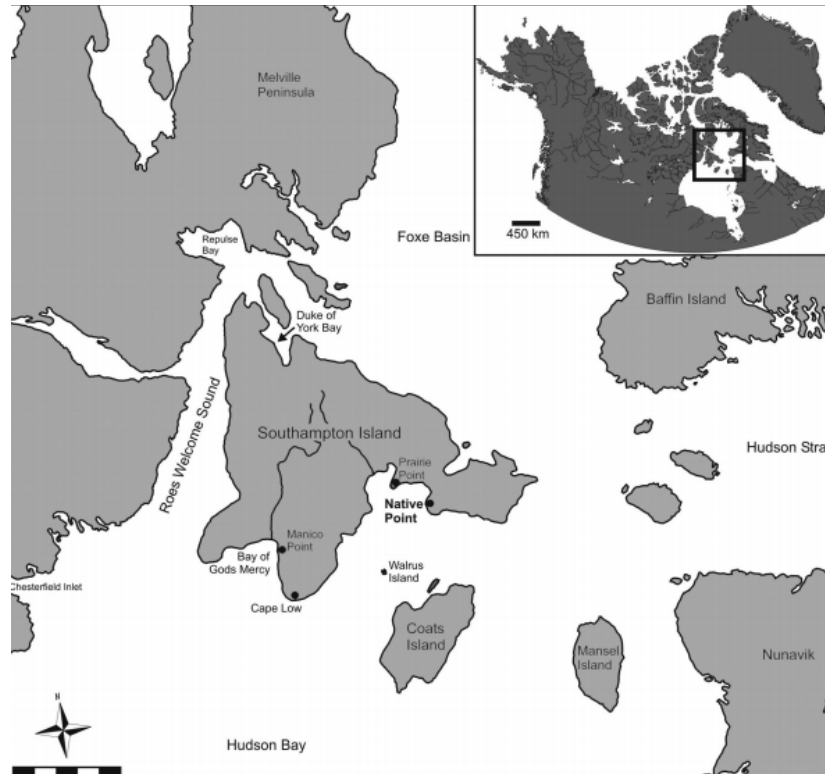 Melville
Peninsula
450 km
Foxe Basin
Repulse
Bay
Baffin Island
Duke of
York Bay
Roes Welcome Sound
Southampton Island
Hudson Stra
Prairie
Point
Native
Point
Manico
Point
Bay of
Gods Mercy
Walrus
Island
Chesterfield Inlet
Cape Low
Coats
Island
Mansel
Island
Nunavik
N
Hudson Bay